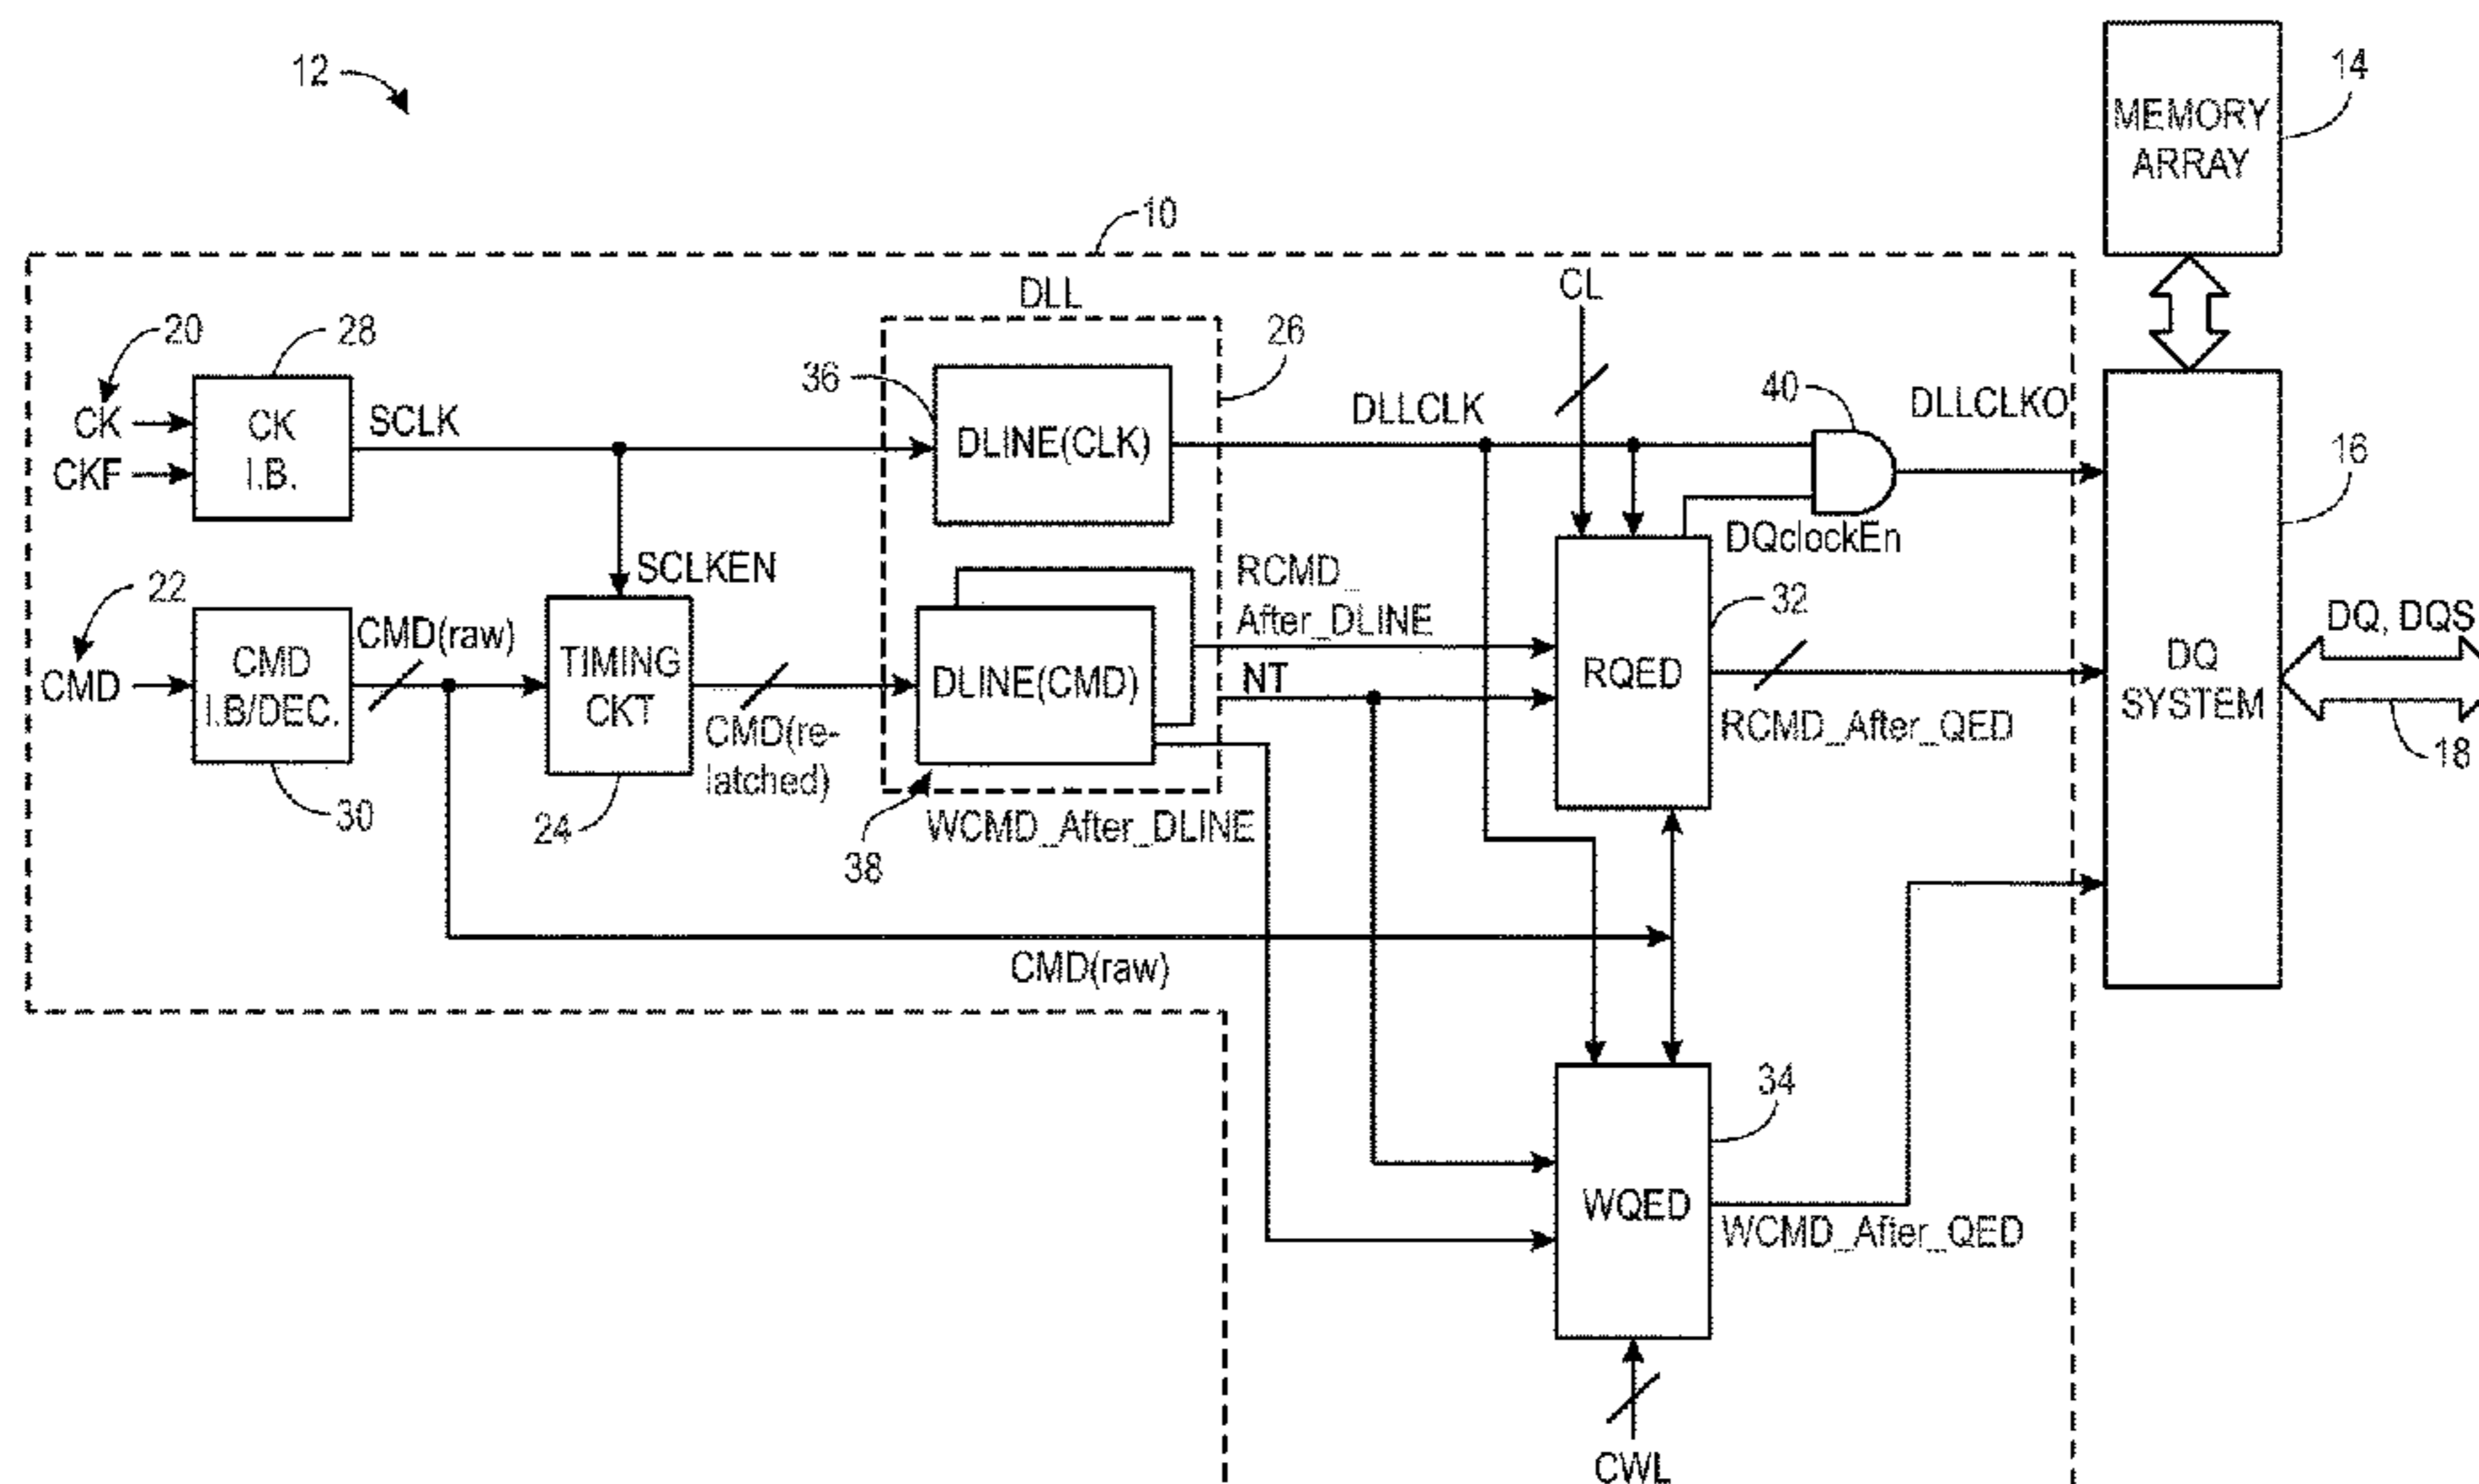 12
MEMORY
ARRAY
14
10
CL
DLL
20
28
26
36
40
CK
CKF
CK
I.B.
SCLK
DLINE(CLK)
DLLCLK
DLLCLKO
16
SCLKEN
DQclockEn
22
RCMD_
After_DLINE
32
CMD
CMD
I.B/DEC.
CMD(raw)
TIMING
CKT
CMD(re-
latched)
DLINE(CMD)
NT
RQED
RCMD_After_QED
DQ
SYSTEM
DQ, DQS
18
30
24
38
WCMD_After_DLINE
CMD(raw)
34
WQED
WCMD_After_QED
CWL